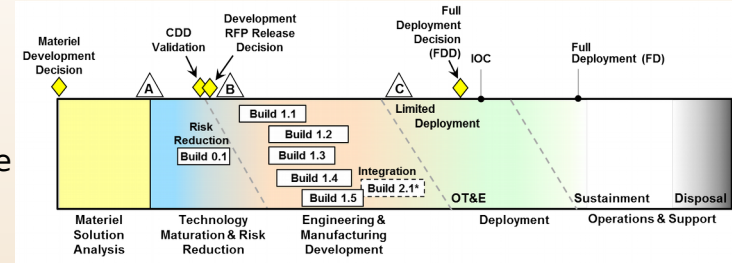 Materiel
Development
Decision
CDD
Validation
Development
RFP Release
Decision
Full
Deployment
Decision
(FDD)
IOC
Full
Deployment (FD)
A
B
C
Risk
Reduction
Build 0.1
Build 1.1
Build 1.2
Build 1.3
Build 1.4
Build 1.5
Integration
Build 2.1*
Limited
Deployment
OT&E
Sustainment
Disposal
Materiel
Solution
Analysis
Technology
Maturation & Risk
Reduction
Engineering &
Manufacturing
Development
Deployment
Operations & Support
e